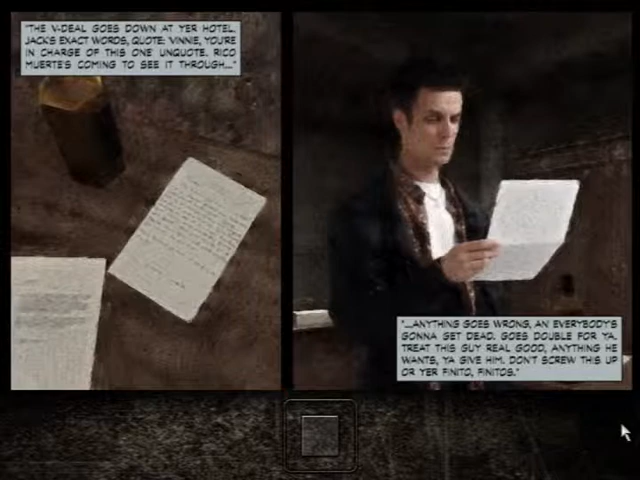 "THE V-DEAL GOES DOWN AT YER HOTEL.
JACK'S EXACT WORDS, QUOTE: 'VINNIE, YOU'RE
IN CHARGE OF THIS ONE' UNQUOTE. RICO
MUERTE'S COMING TO SEE IT THROUGH..."
"...ANYTHING GOES WRONG, AN EVERYBODY'S
GONNA GET DEAD. GOES DOUBLE FOR YA.
TREAT THIS GUY REAL GOOD, ANYTHING HE
WANTS, YA GIVE HIM. DON'T SCREW THIS UP
OR YER FINITO, FINITOS."